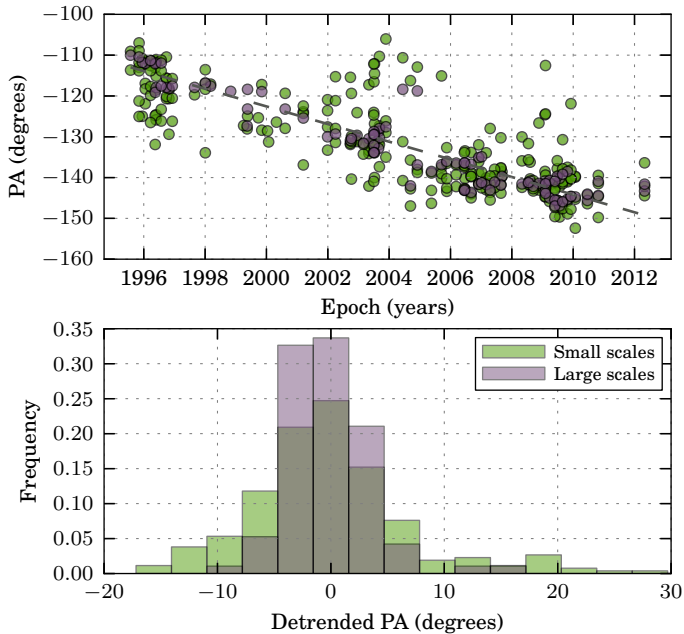 −100
−110
−120
−130
−140
−150
−160
PA (degrees)
1996 1998 2000 2002 2004 2006 2008 2010 2012
Epoch (years)
0.35
0.30
0.25
0.20
0.15
0.10
0.05
0.00
Frequency
Small scales
Large scales
−20 −10 0 10 20 30
Detrended PA (degrees)